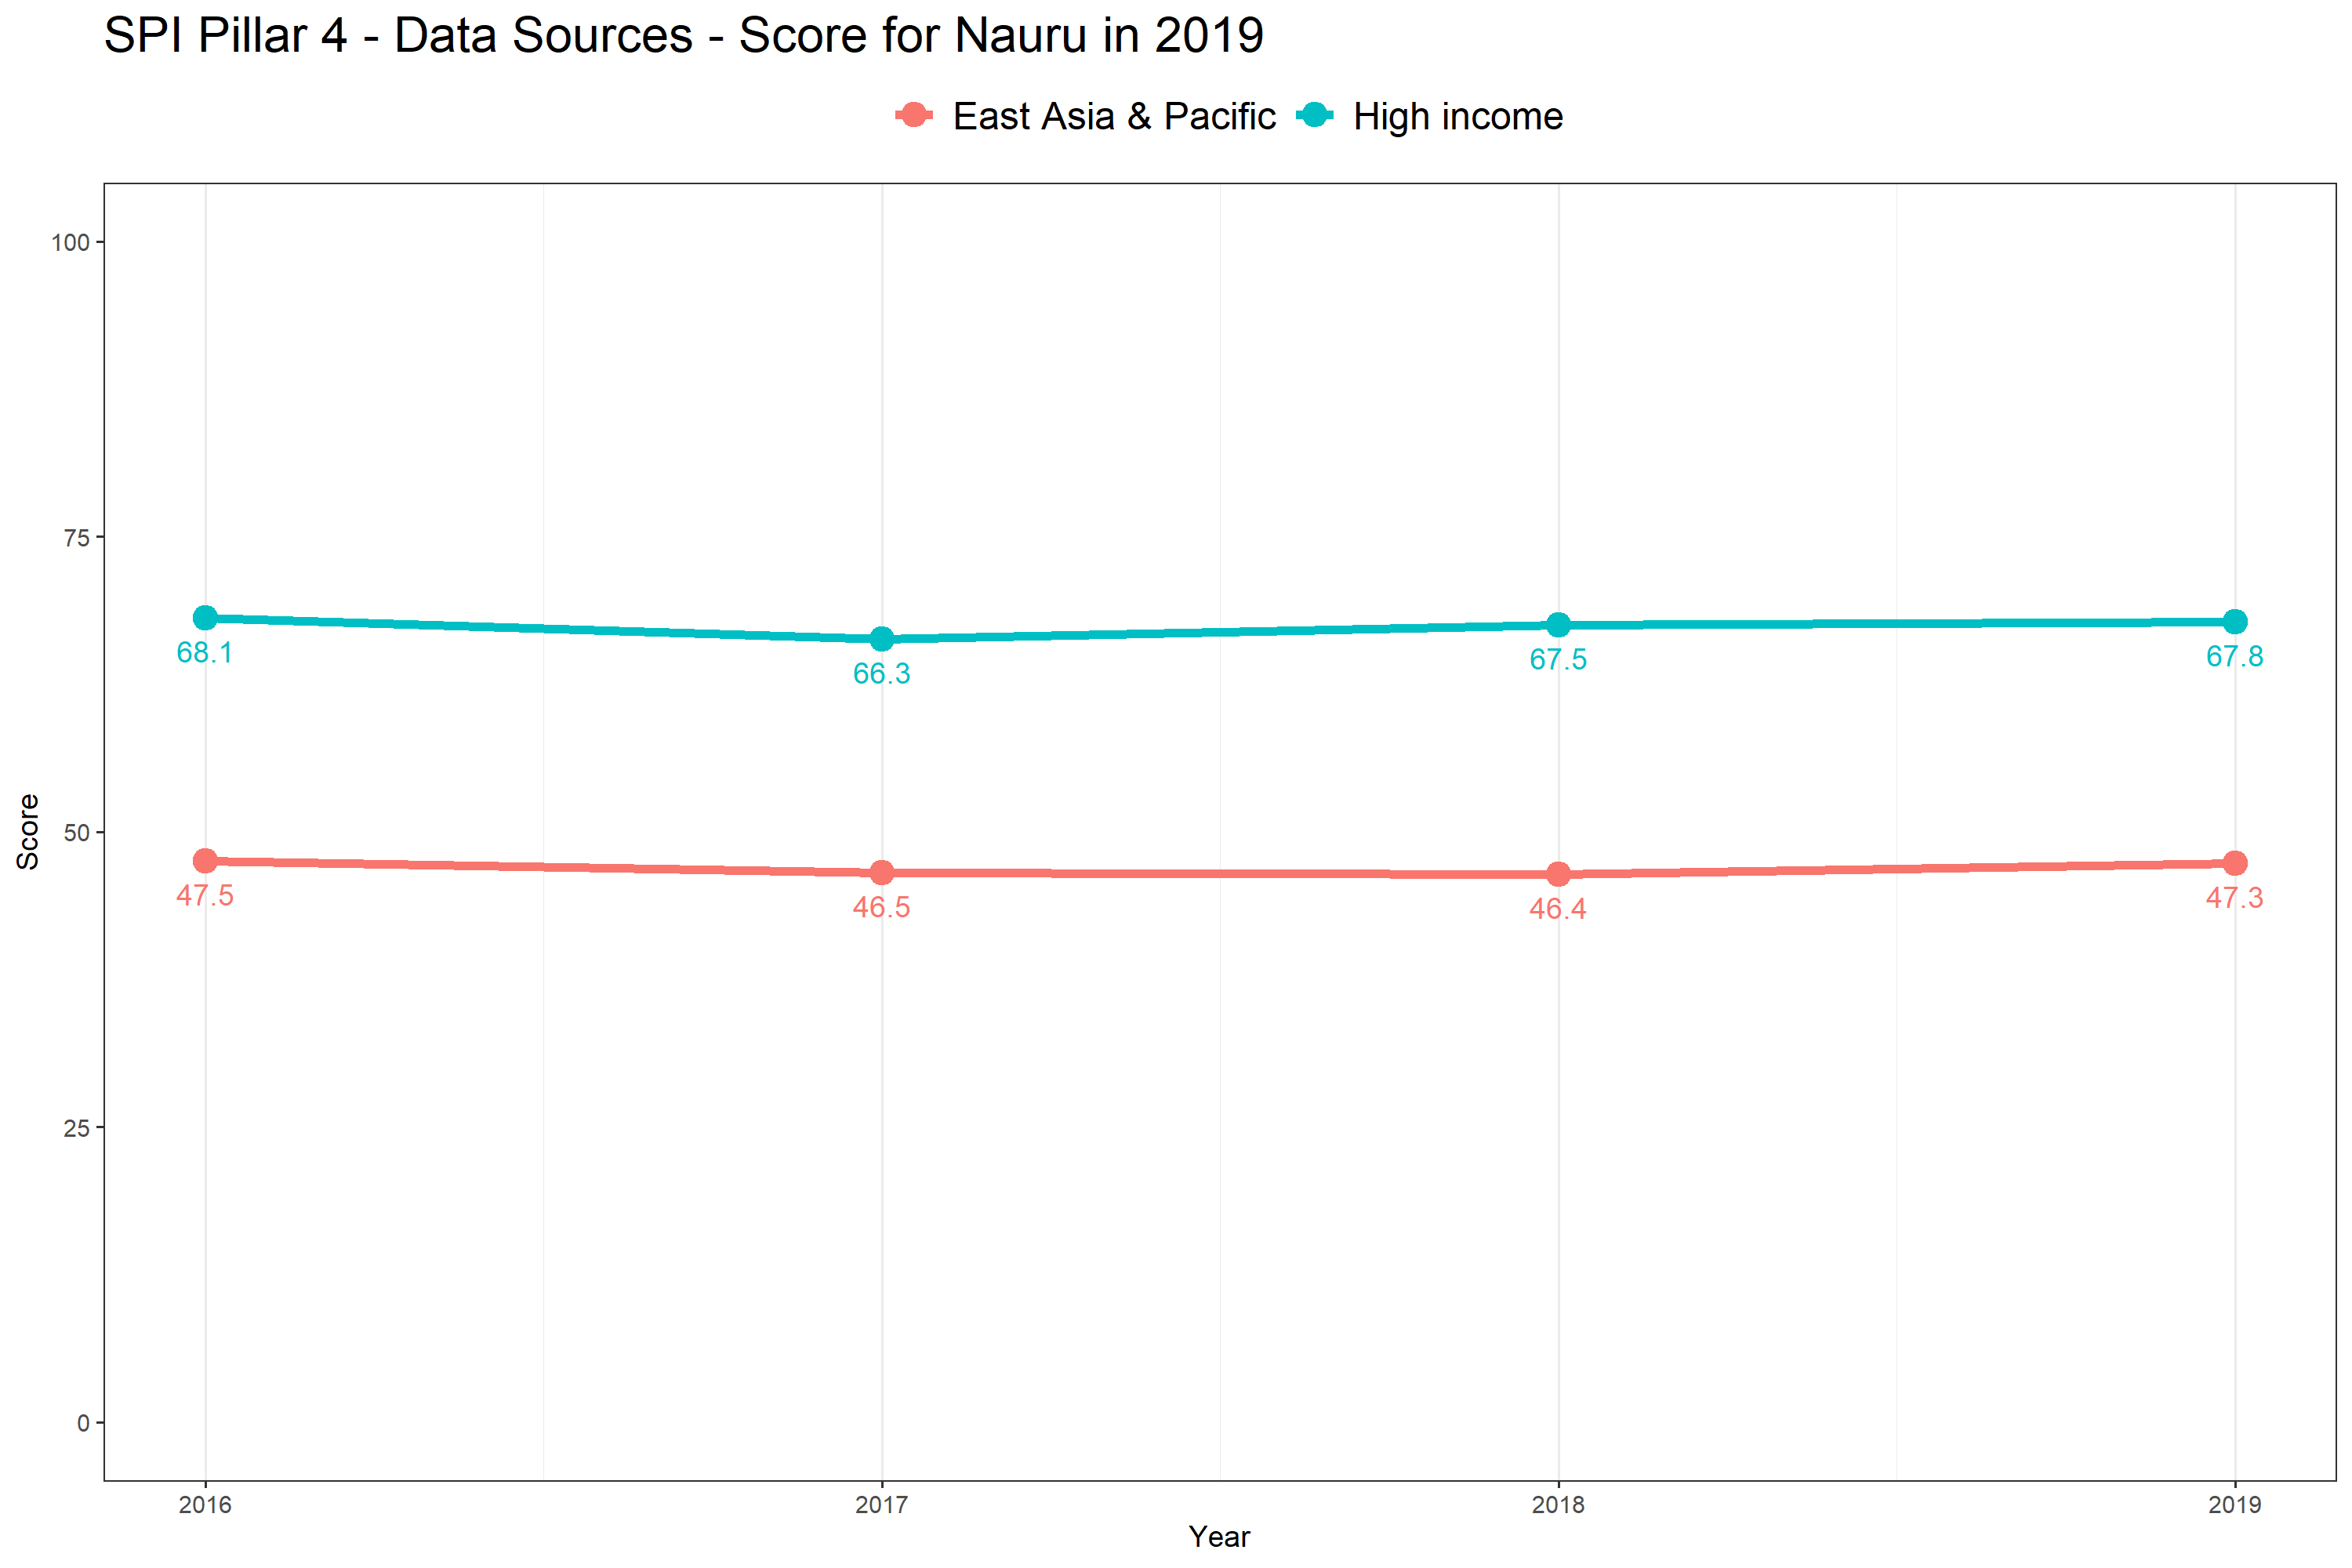 SPI Pillar 4 - Data Sources - Score for Nauru in 2019
East Asia & Pacific High income
100
75
50
25
0
Score
68.1 66.3 67.5 67.8
47.5 46.5 46.4 47.3
2016 2017 2018 2019
Year